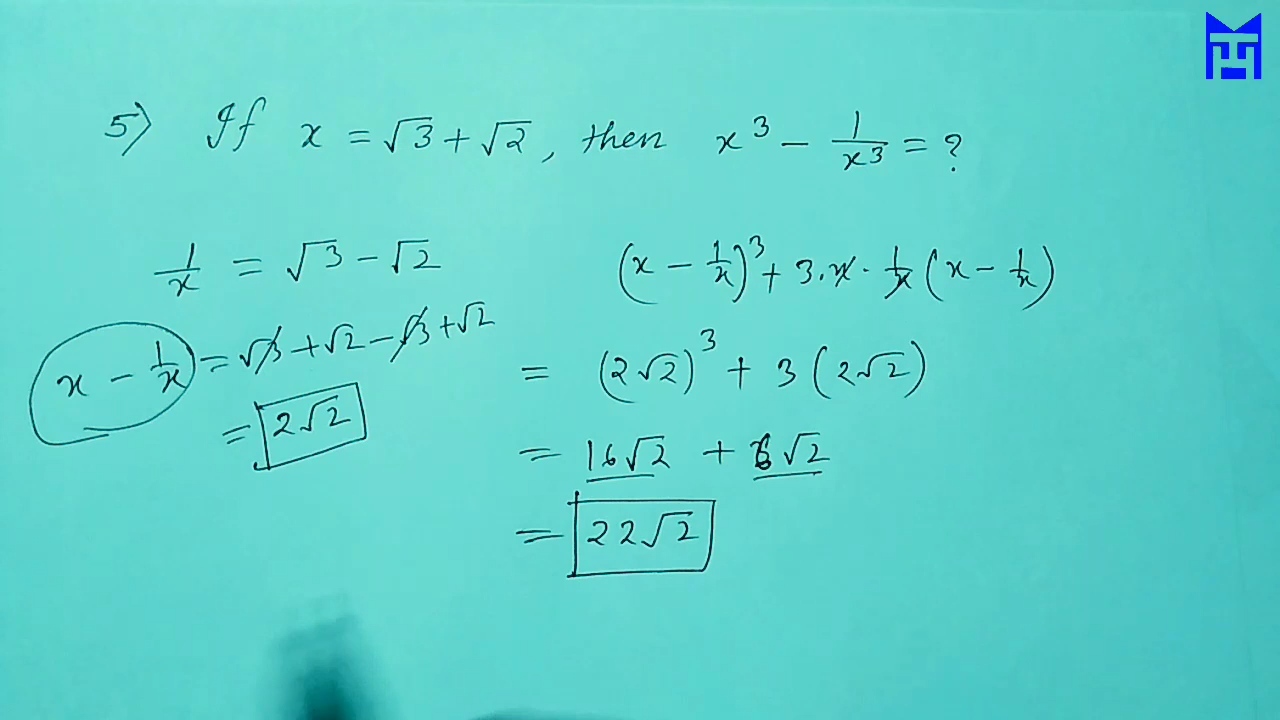 5) If x = √3 + √2, then x³ - 1/x³ = ?
1/x = √3 - √2
x - 1/x = √3 + √2 - √3 + √2
= 2√2
(x - 1/x)³ + 3.x.1/x (x - 1/x)
= (2√2)³ + 3(2√2)
= 16√2 + 6√2
= 22√2